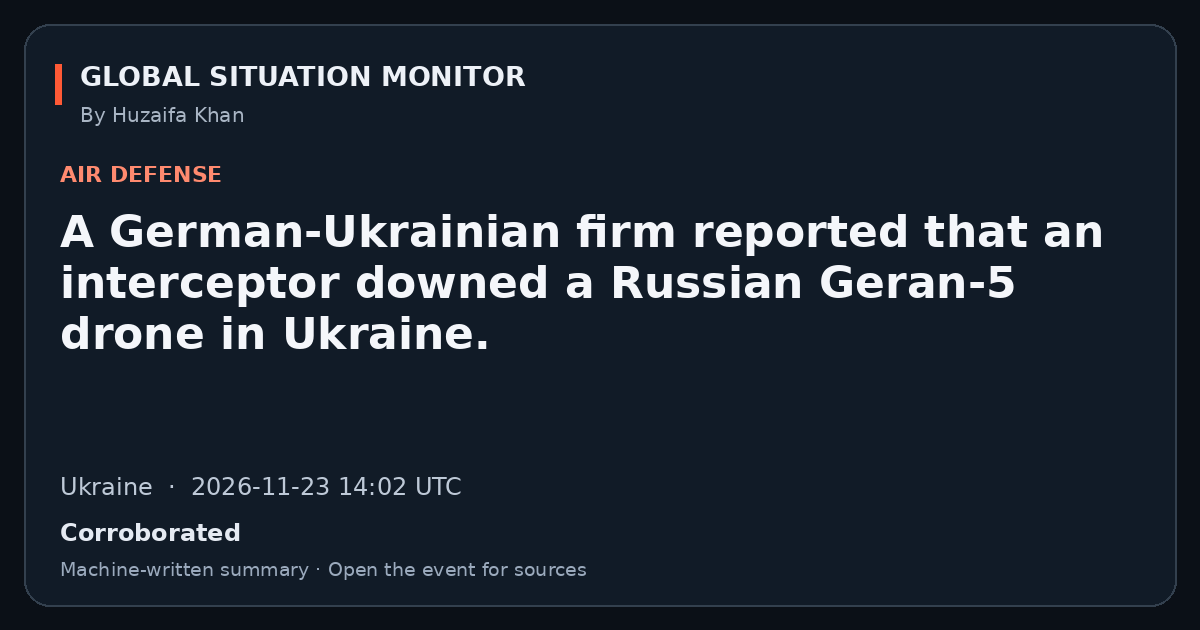 GLOBAL SITUATION MONITOR
By Huzaifa Khan
AIR DEFENSE
A German-Ukrainian firm reported that an
interceptor downed a Russian Geran-5
drone in Ukraine.
Ukraine · 2026-11-23 14:02 UTC
Corroborated
Machine-written summary · Open the event for sources